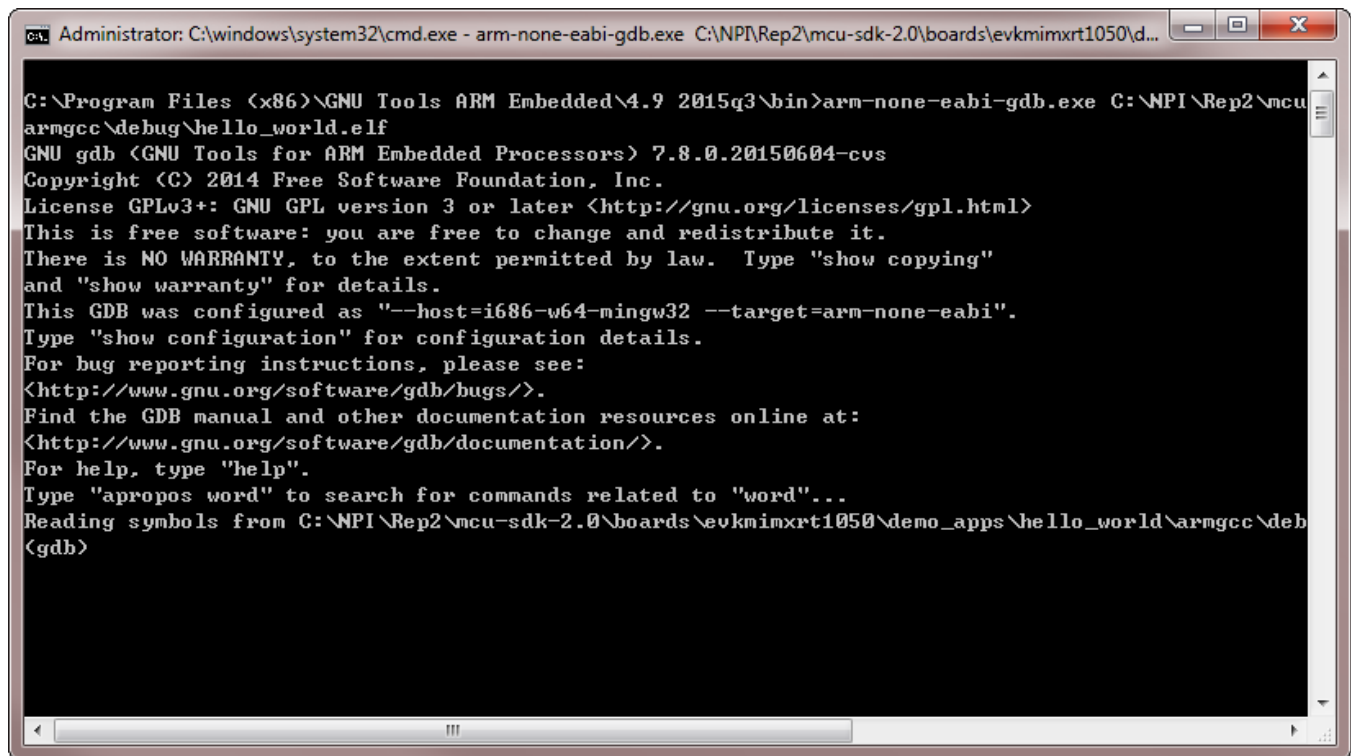 Administrator: C:\windows\system32\cmd.exe - arm-none-eabi-gdb.exe  C:\NPI\Rep2\mcu-sdk-2.0\boards\evkmimxrt1050\d...
C:\Program Files (x86)\GNU Tools ARM Embedded\4.9 2015q3\bin>arm-none-eabi-gdb.exe C:\NPI\Rep2\mcu
armgcc\debug\hello_world.elf
GNU gdb (GNU Tools for ARM Embedded Processors) 7.8.0.20150604-cvs
Copyright (C) 2014 Free Software Foundation, Inc.
License GPLv3+: GNU GPL version 3 or later <http://gnu.org/licenses/gpl.html>
This is free software: you are free to change and redistribute it.
There is NO WARRANTY, to the extent permitted by law.  Type "show copying"
and "show warranty" for details.
This GDB was configured as "--host=i686-w64-mingw32 --target=arm-none-eabi".
Type "show configuration" for configuration details.
For bug reporting instructions, please see:
<http://www.gnu.org/software/gdb/bugs/>.
Find the GDB manual and other documentation resources online at:
<http://www.gnu.org/software/gdb/documentation/>.
For help, type "help".
Type "apropos word" to search for commands related to "word"...
Reading symbols from C:\NPI\Rep2\mcu-sdk-2.0\boards\evkmimxrt1050\demo_apps\hello_world\armgcc\deb
(gdb)